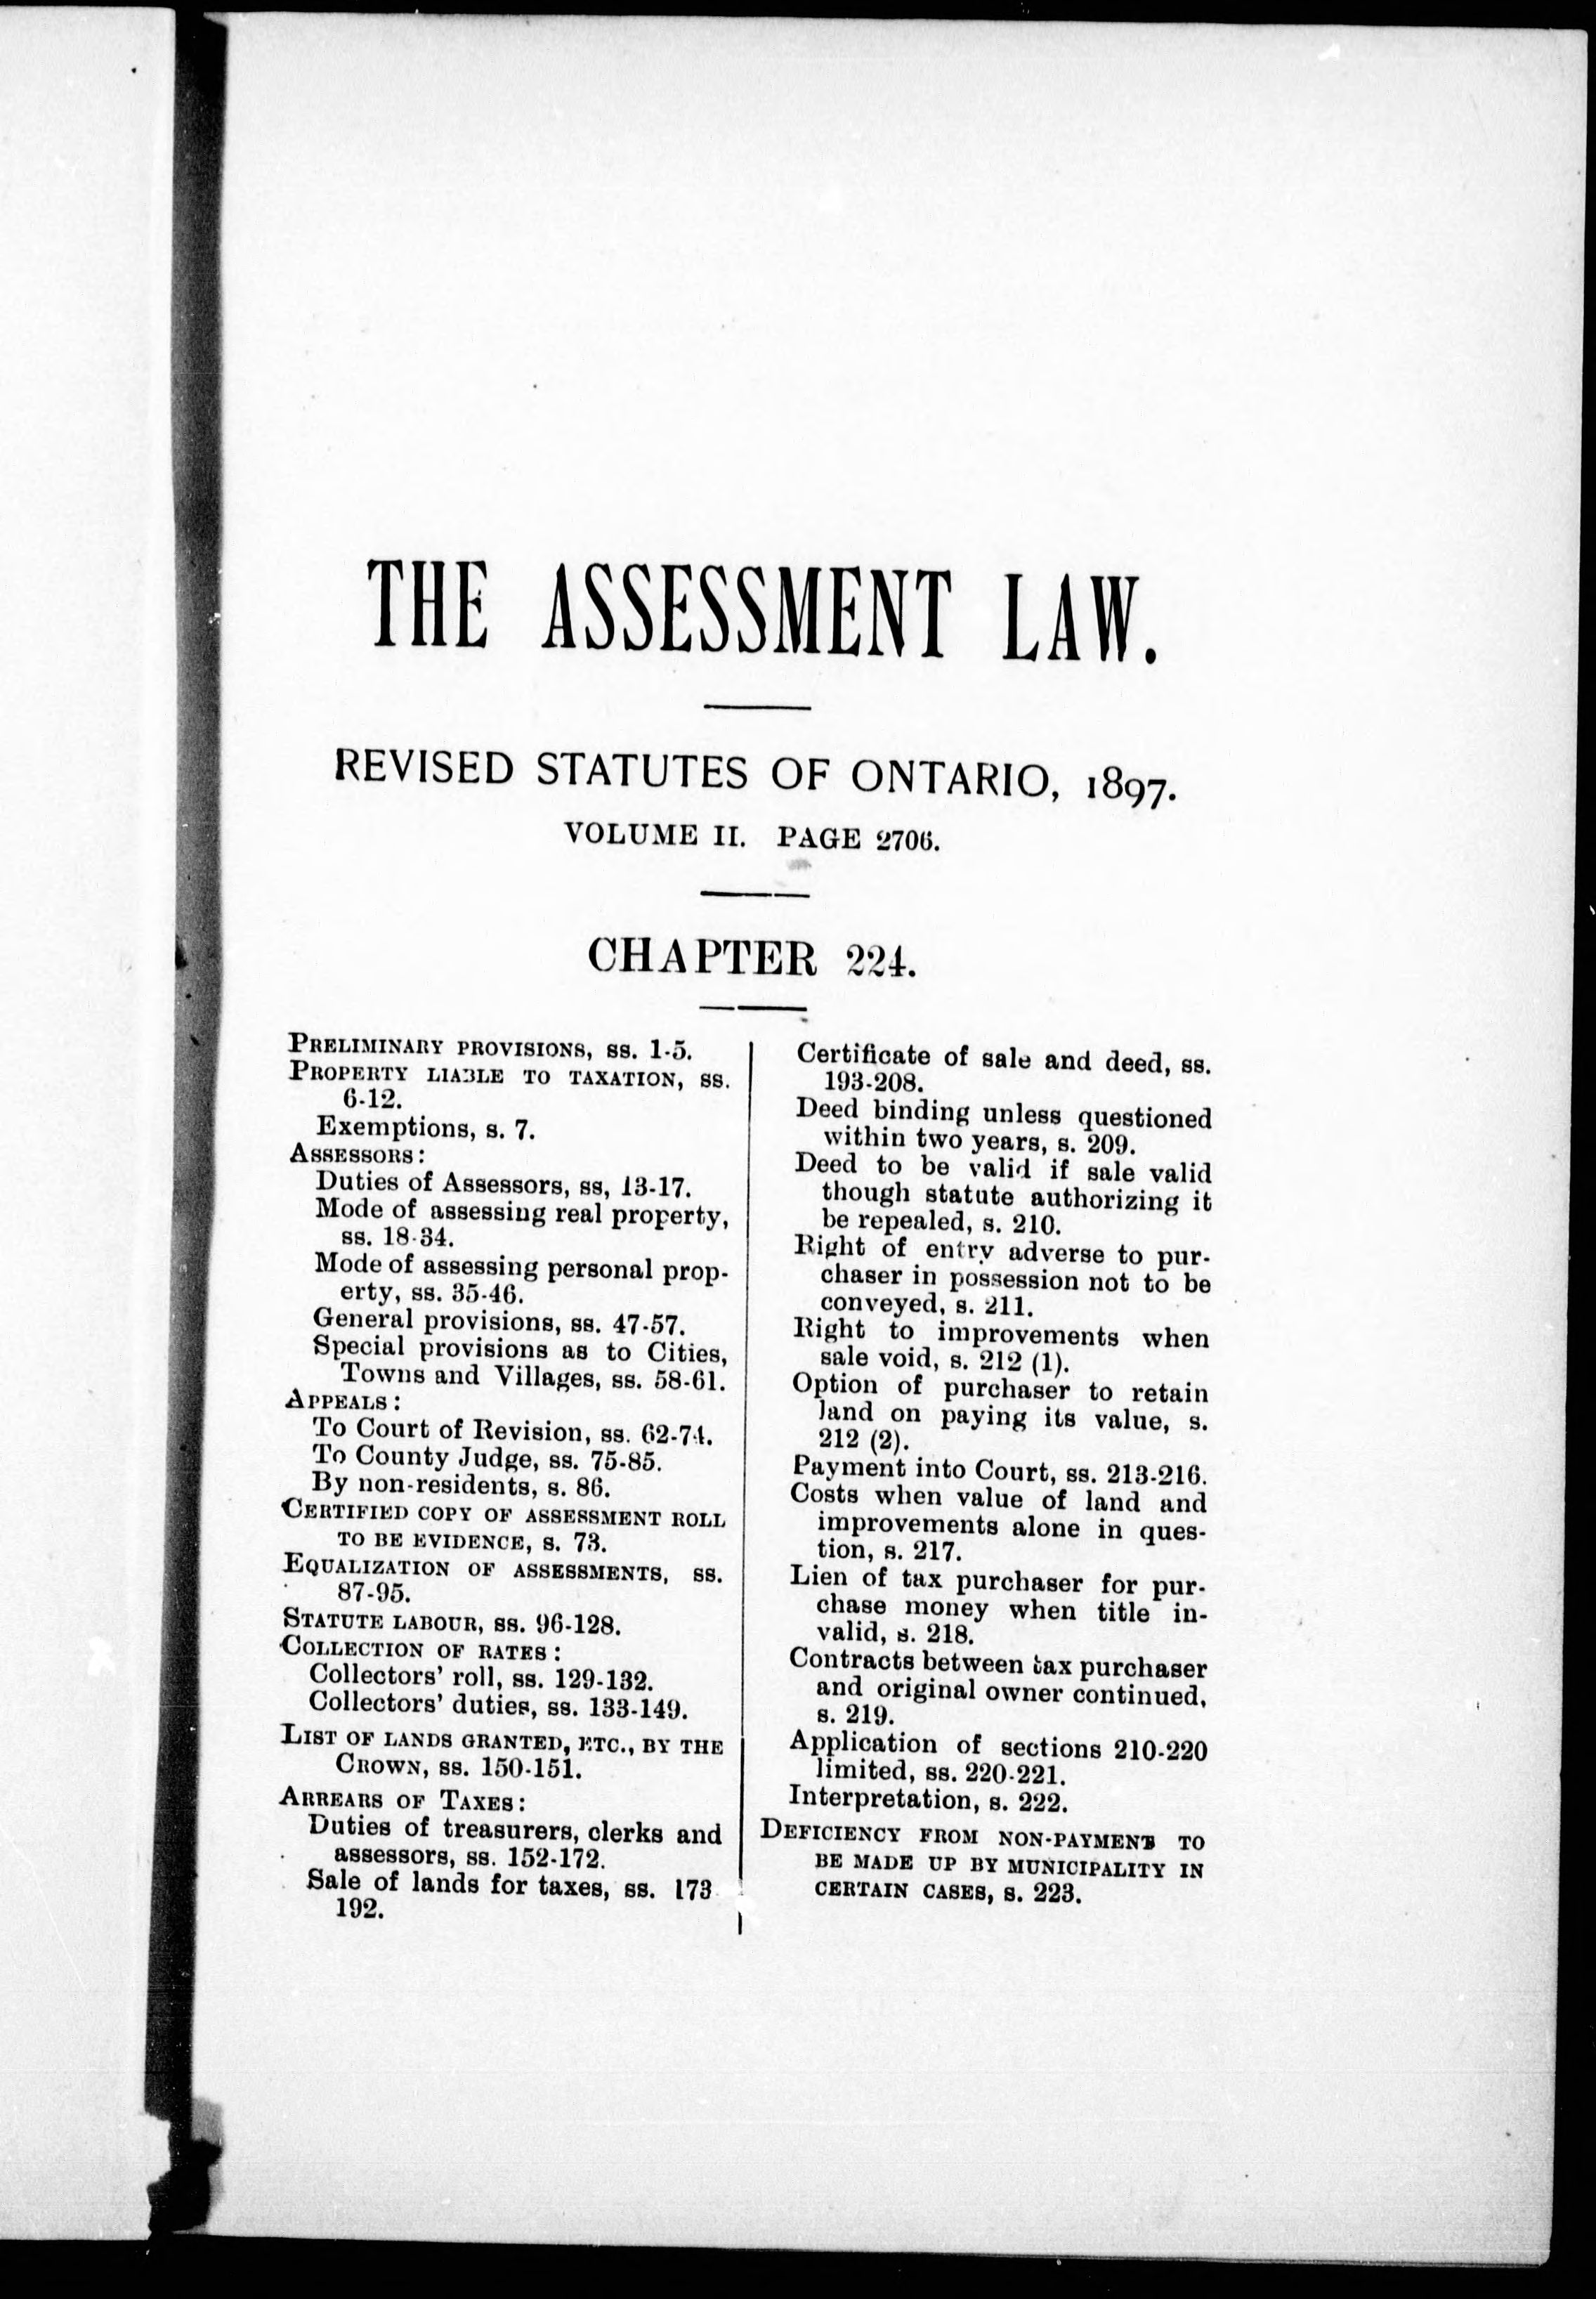 THE ASSESSMENT LAW.
REVISED STATUTES OF ONTARIO, 1897.
VOLUME II. PAGE 2706.
CHAPTER 224.
PRELIMINARY PROVISIONS, ss. 1-5.
PROPERTY LIABLE TO TAXATION, ss.
6-12.
Exemptions, s. 7.
ASSESSORS:
Duties of Assessors, ss, 13-17.
Mode of assessing real property,
ss. 18-34.
Mode of assessing personal prop-
erty, ss. 35-46.
General provisions, ss. 47-57.
Special provisions as to Cities,
Towns and Villages, ss. 58-61.
APPEALS:
To Court of Revision, ss. 62-74.
To County Judge, ss. 75-85.
By non-residents, s. 86.
CERTIFIED COPY OF ASSESSMENT ROLL
TO BE EVIDENCE, s. 73.
EQUALIZATION OF ASSESSMENTS, ss.
87-95.
STATUTE LABOUR, ss. 96-128.
COLLECTION OF RATES:
Collectors' roll, ss. 129-132.
Collectors' duties, ss. 133-149.
LIST OF LANDS GRANTED, ETC., BY THE
CROWN, ss. 150-151.
ARREARS OF TAXES:
Duties of treasurers, clerks and
assessors, ss. 152-172.
Sale of lands for taxes, ss. 173
192.
Certificate of sale and deed, ss.
193-208.
Deed binding unless questioned
within two years, s. 209.
Deed to be valid if sale valid
though statute authorizing it
be repealed, s. 210.
Right of entry adverse to pur-
chaser in possession not to be
conveyed, s. 211.
Right to improvements when
sale void, s. 212 (1).
Option of purchaser to retain
land on paying its value, s.
212 (2).
Payment into Court, ss. 213-216.
Costs when value of land and
improvements alone in ques-
tion, s. 217.
Lien of tax purchaser for pur-
chase money when title in-
valid, s. 218.
Contracts between tax purchaser
and original owner continued,
s. 219.
Application of sections 210-220
limited, ss. 220-221.
Interpretation, s. 222.
DEFICIENCY FROM NON-PAYMENT TO
BE MADE UP BY MUNICIPALITY IN
CERTAIN CASES, s. 223.